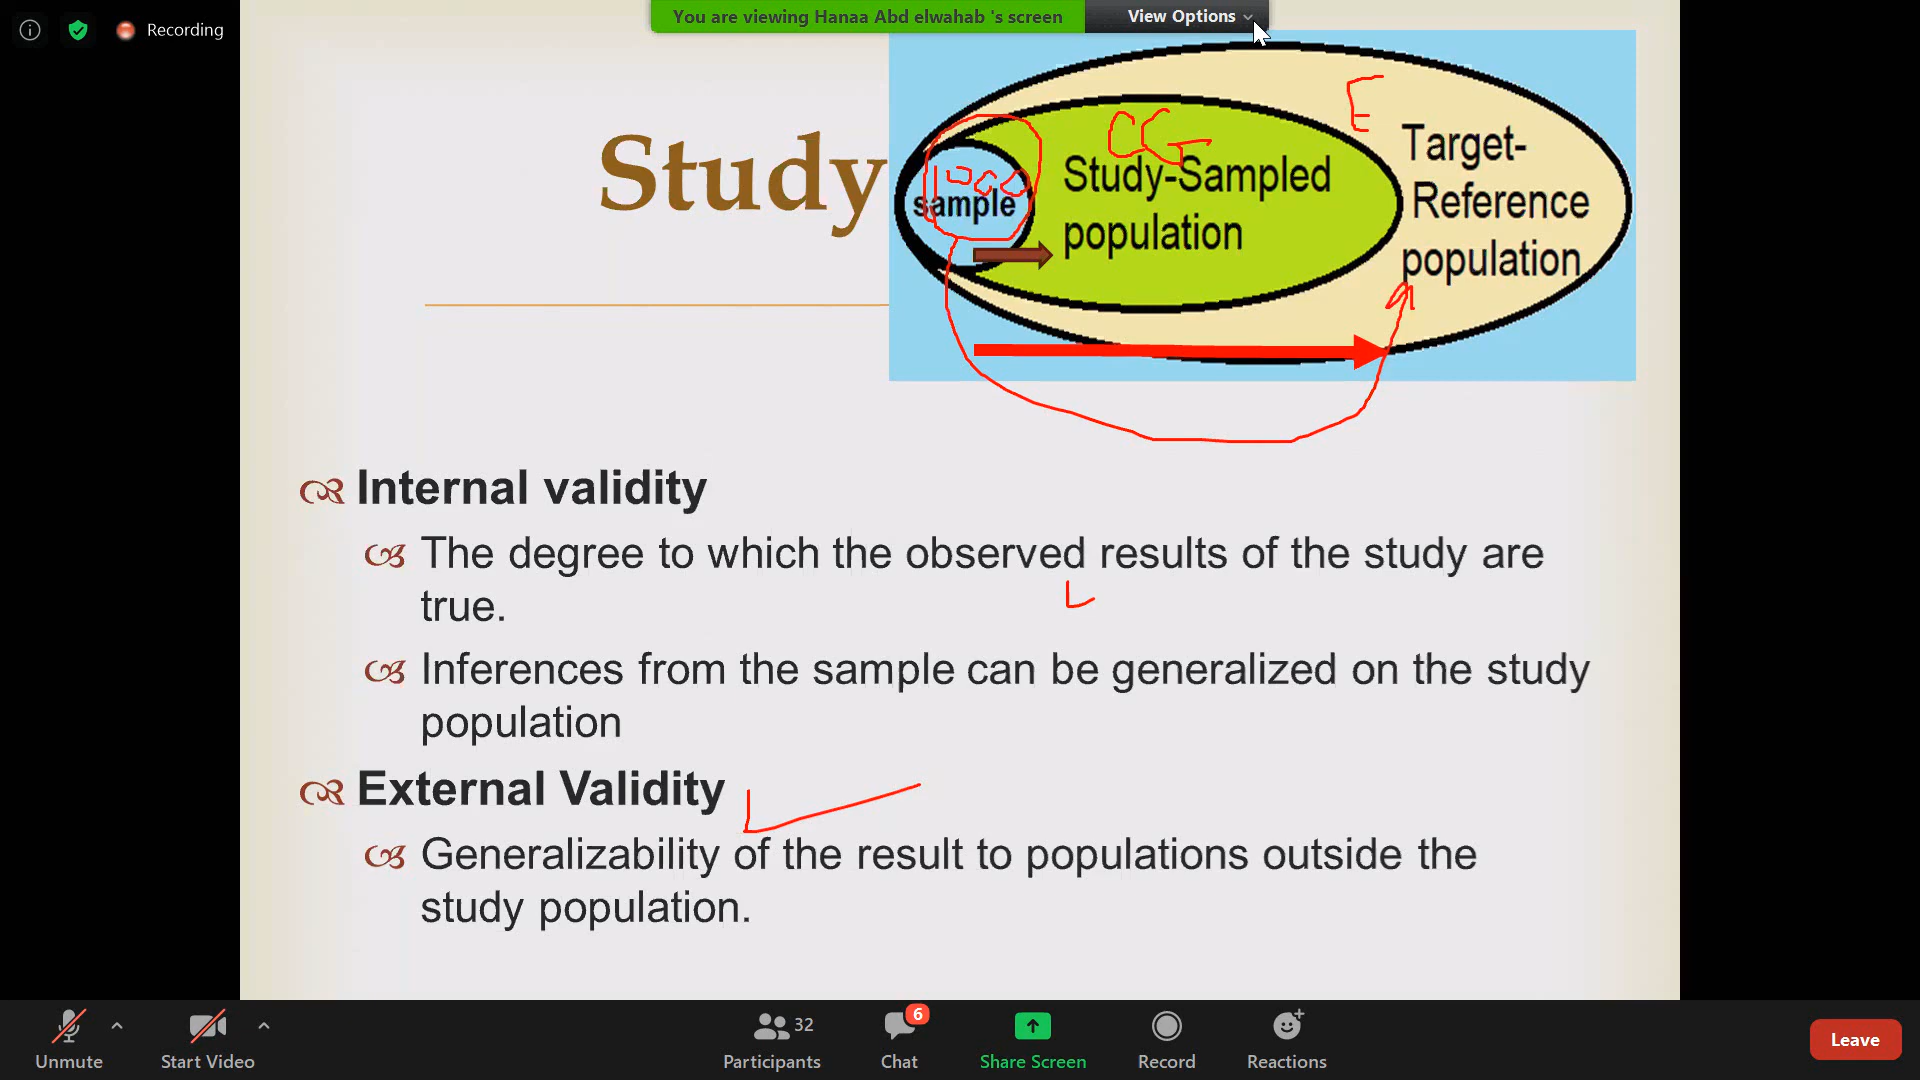 You are viewing Hanaa Abd elwahab 's screen
View Options
Recording
Study
sample
Study-Sampled
population
E
Target-
Reference
population
Internal validity
The degree to which the observed results of the study are
true.
Inferences from the sample can be generalized on the study
population
External Validity
Generalizability of the result to populations outside the
study population.
Unmute
Start Video
32
Participants
6
Chat
Share Screen
Record
Reactions
Leave